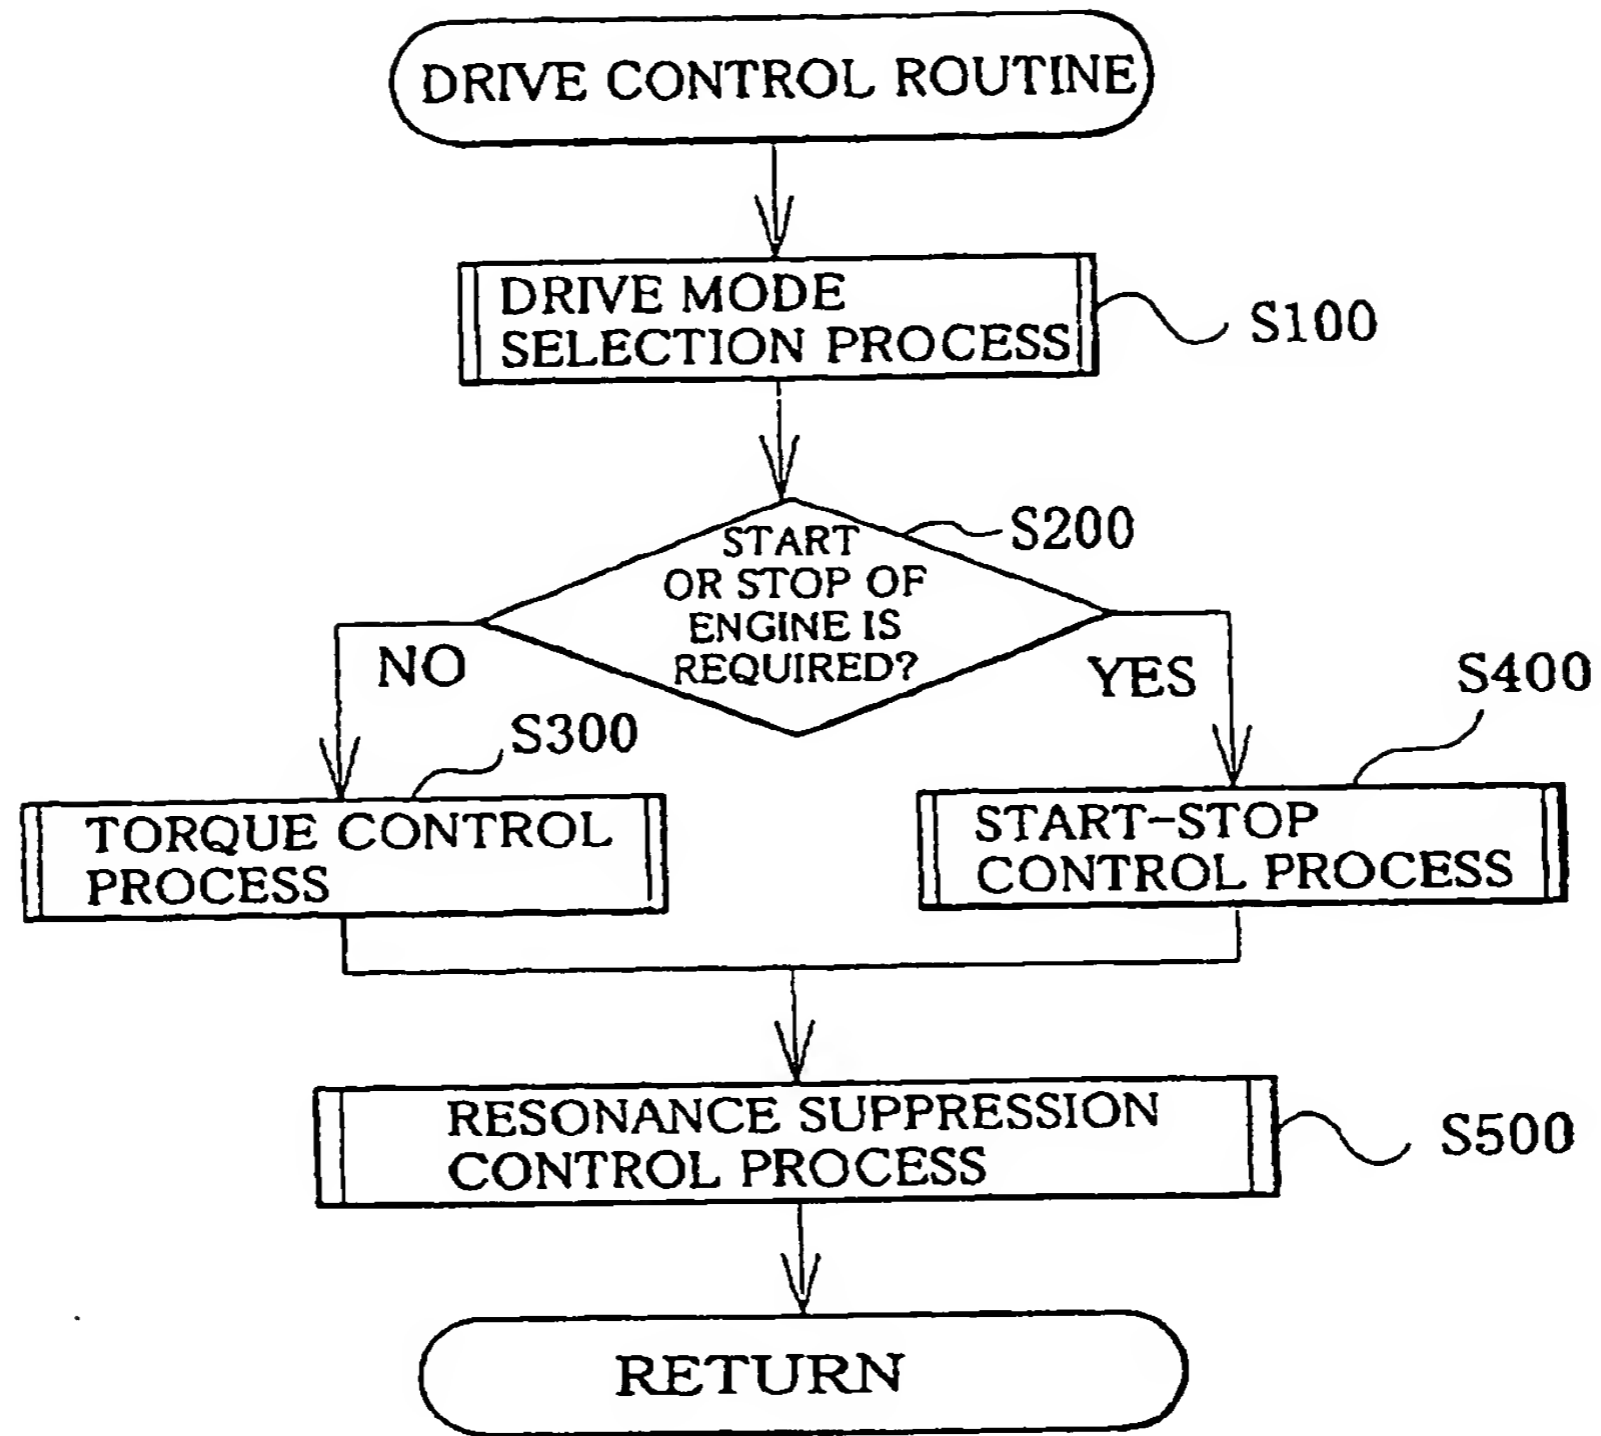 DRIVE CONTROL ROUTINE
DRIVE MODE
SELECTION PROCESS
S100
S200
START
OR STOP OF
ENGINE IS
REQUIRED?
NO
YES
S300
S400
TORQUE CONTROL
PROCESS
START-STOP
CONTROL PROCESS
RESONANCE SUPPRESSION
CONTROL PROCESS
S500
RETURN